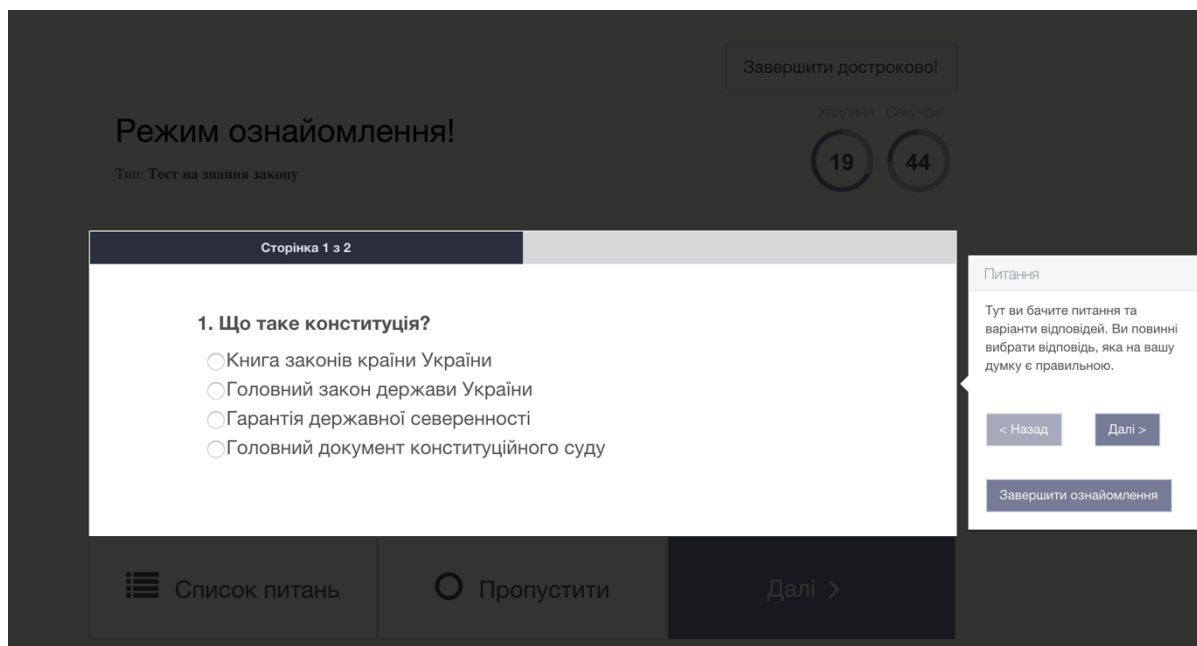 Завершити достроково!
Хвилини Секунди
Режим ознайомлення!
19 44
Тип: Тест на знання закону
Сторінка 1 з 2
1. Що таке конституція?
Книга законів країни України
Головний закон держави України
Гарантія державної северенності
Головний документ конституційного суду
Питання
Тут ви бачите питання та
варіанти відповідей. Ви повинні
вибрати відповідь, яка на вашу
думку є правильною.
< Назад Далі >
Завершити ознайомлення
Список питань Пропустити Далі >